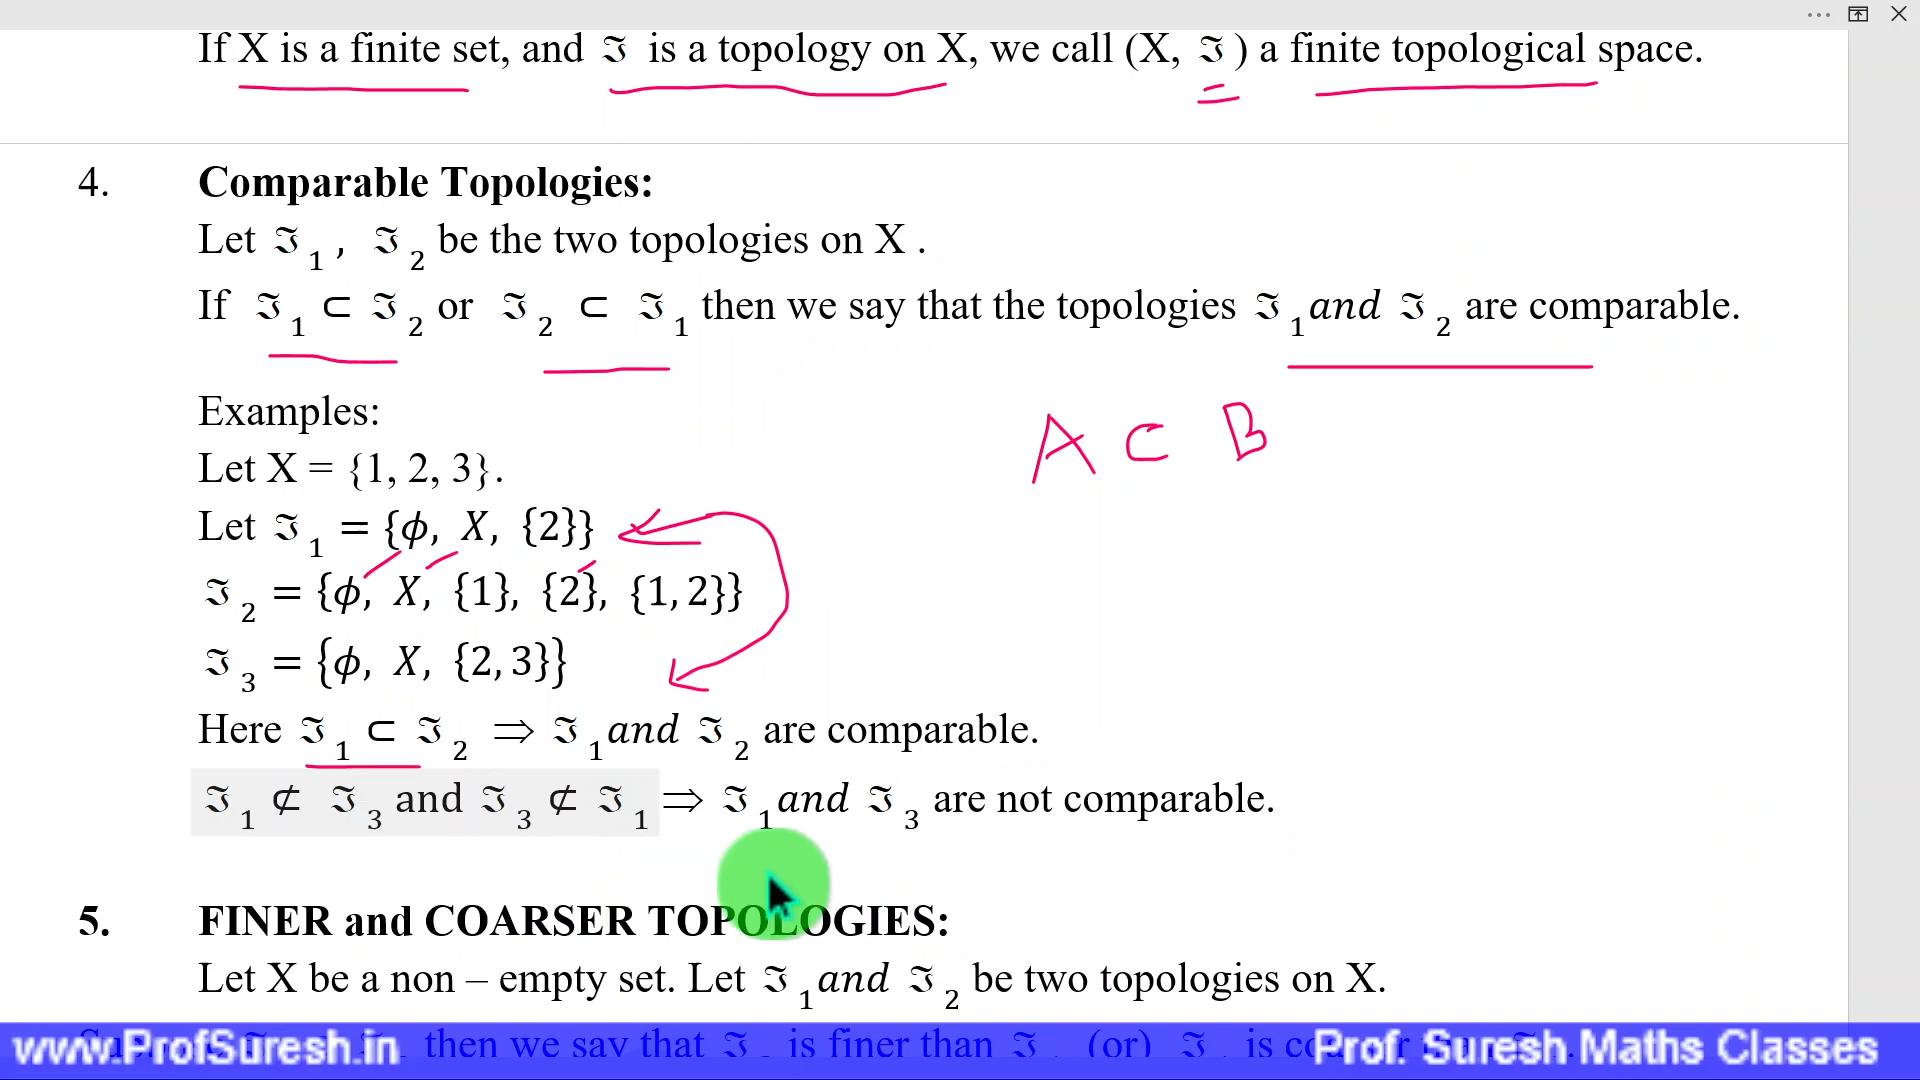 If X is a finite set, and ℑ is a topology on X, we call (X, ℑ ) a finite topological space.
4. Comparable Topologies:
Let ℑ₁ , ℑ₂ be the two topologies on X .
If ℑ₁ ⊂ ℑ₂ or ℑ₂ ⊂ ℑ₁ then we say that the topologies ℑ₁ and ℑ₂ are comparable.
Examples:
A ⊂ B
Let X = {1, 2, 3}.
Let ℑ₁ = {ϕ, X, {2}}
ℑ₂ = {ϕ, X, {1}, {2}, {1, 2}}
ℑ₃ = {ϕ, X, {2, 3}}
Here ℑ₁ ⊂ ℑ₂ ⟹ ℑ₁ and ℑ₂ are comparable.
ℑ₁ ⊄ ℑ₃ and ℑ₃ ⊄ ℑ₁ ⟹ ℑ₁ and ℑ₃ are not comparable.
5. FINER and COARSER TOPOLOGIES:
Let X be a non – empty set. Let ℑ₁ and ℑ₂ be two topologies on X.
then we say that ℑ is finer than ℑ (or) ℑ is
www.ProfSuresh.in Prof. Suresh Maths Classes